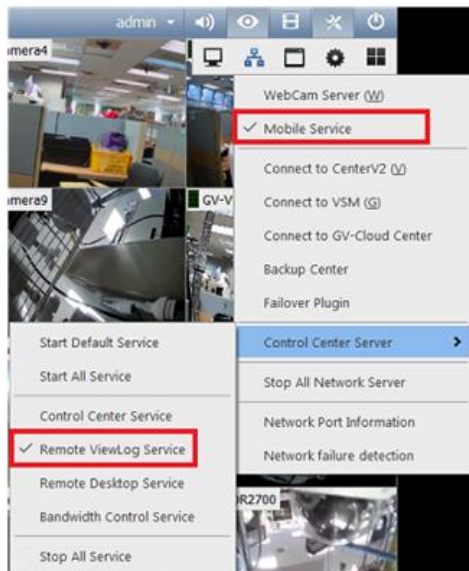 admin
amera4
WebCam Server (W)
Mobile Service
Connect to CenterV2 (V)
amera9
GV-V
Connect to VSM (G)
Connect to GV-Cloud Center
Backup Center
Failover Plugin
Start Default Service
Control Center Server
Start All Service
Stop All Network Server
Control Center Service
Network Port Information
Remote ViewLog Service
Network failure detection
Remote Desktop Service
R2700
Bandwidth Control Service
Stop All Service